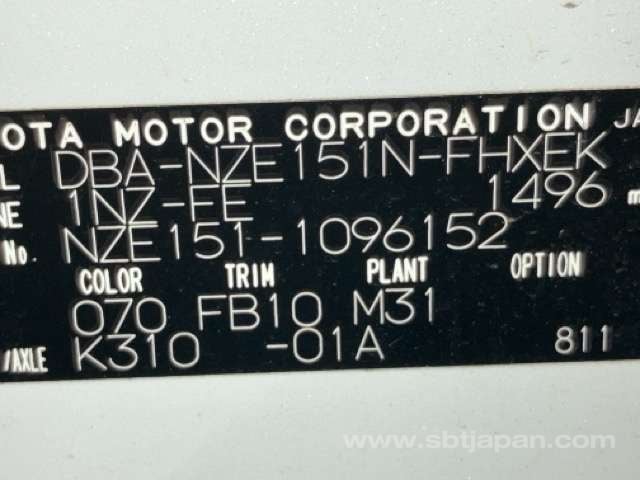 OTA MOTOR CORPORATION JA
L DBA-NZE151N-FHXEK
NE 1NZ-FE 1496 m
No. NZE151-1096152
COLOR TRIM PLANT OPTION
070 FB10 M31
/AXLE K310 -01A 811
www.sbtjapan.com